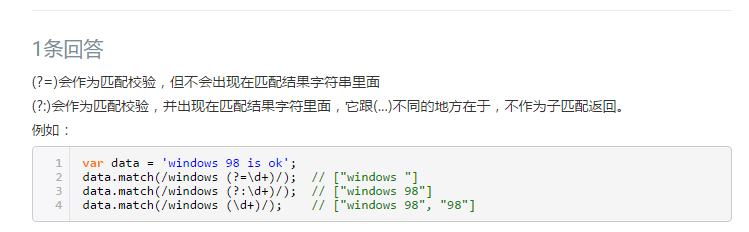 1条回答
(?=)会作为匹配校验，但不会出现在匹配结果字符串里面
(?:)会作为匹配校验，并出现在匹配结果字符里面，它跟(...)不同的地方在于，不作为子匹配返回。
例如：
1 var data = 'windows 98 is ok';
2 data.match(/windows (?=\d+)/);  // ["windows "]
3 data.match(/windows (?:\d+)/);  // ["windows 98"]
4 data.match(/windows (\d+)/);    // ["windows 98", "98"]